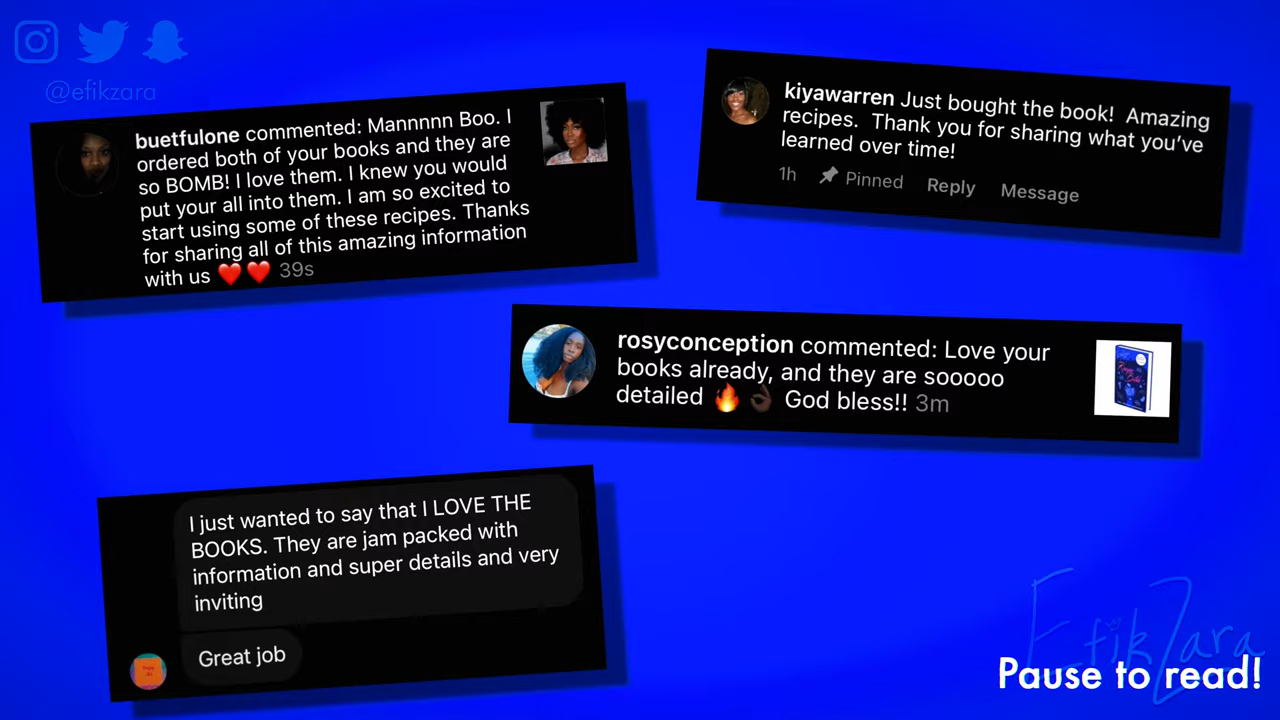 @efikzara
buetfulone commented: Mannnnn Boo. I
ordered both of your books and they are
so BOMB! I love them. I knew you would
put your all into them. I am so excited to
start using some of these recipes. Thanks
for sharing all of this amazing information
with us ❤️❤️ 39s
kiyawarren Just bought the book! Amazing
recipes. Thank you for sharing what you've
learned over time!
1h Pinned Reply Message
rosyconception commented: Love your
books already, and they are sooooo
detailed 🔥👌🏿 God bless!! 3m
I just wanted to say that I LOVE THE
BOOKS. They are jam packed with
information and super details and very
inviting
Great job
EfikZara
Pause to read!